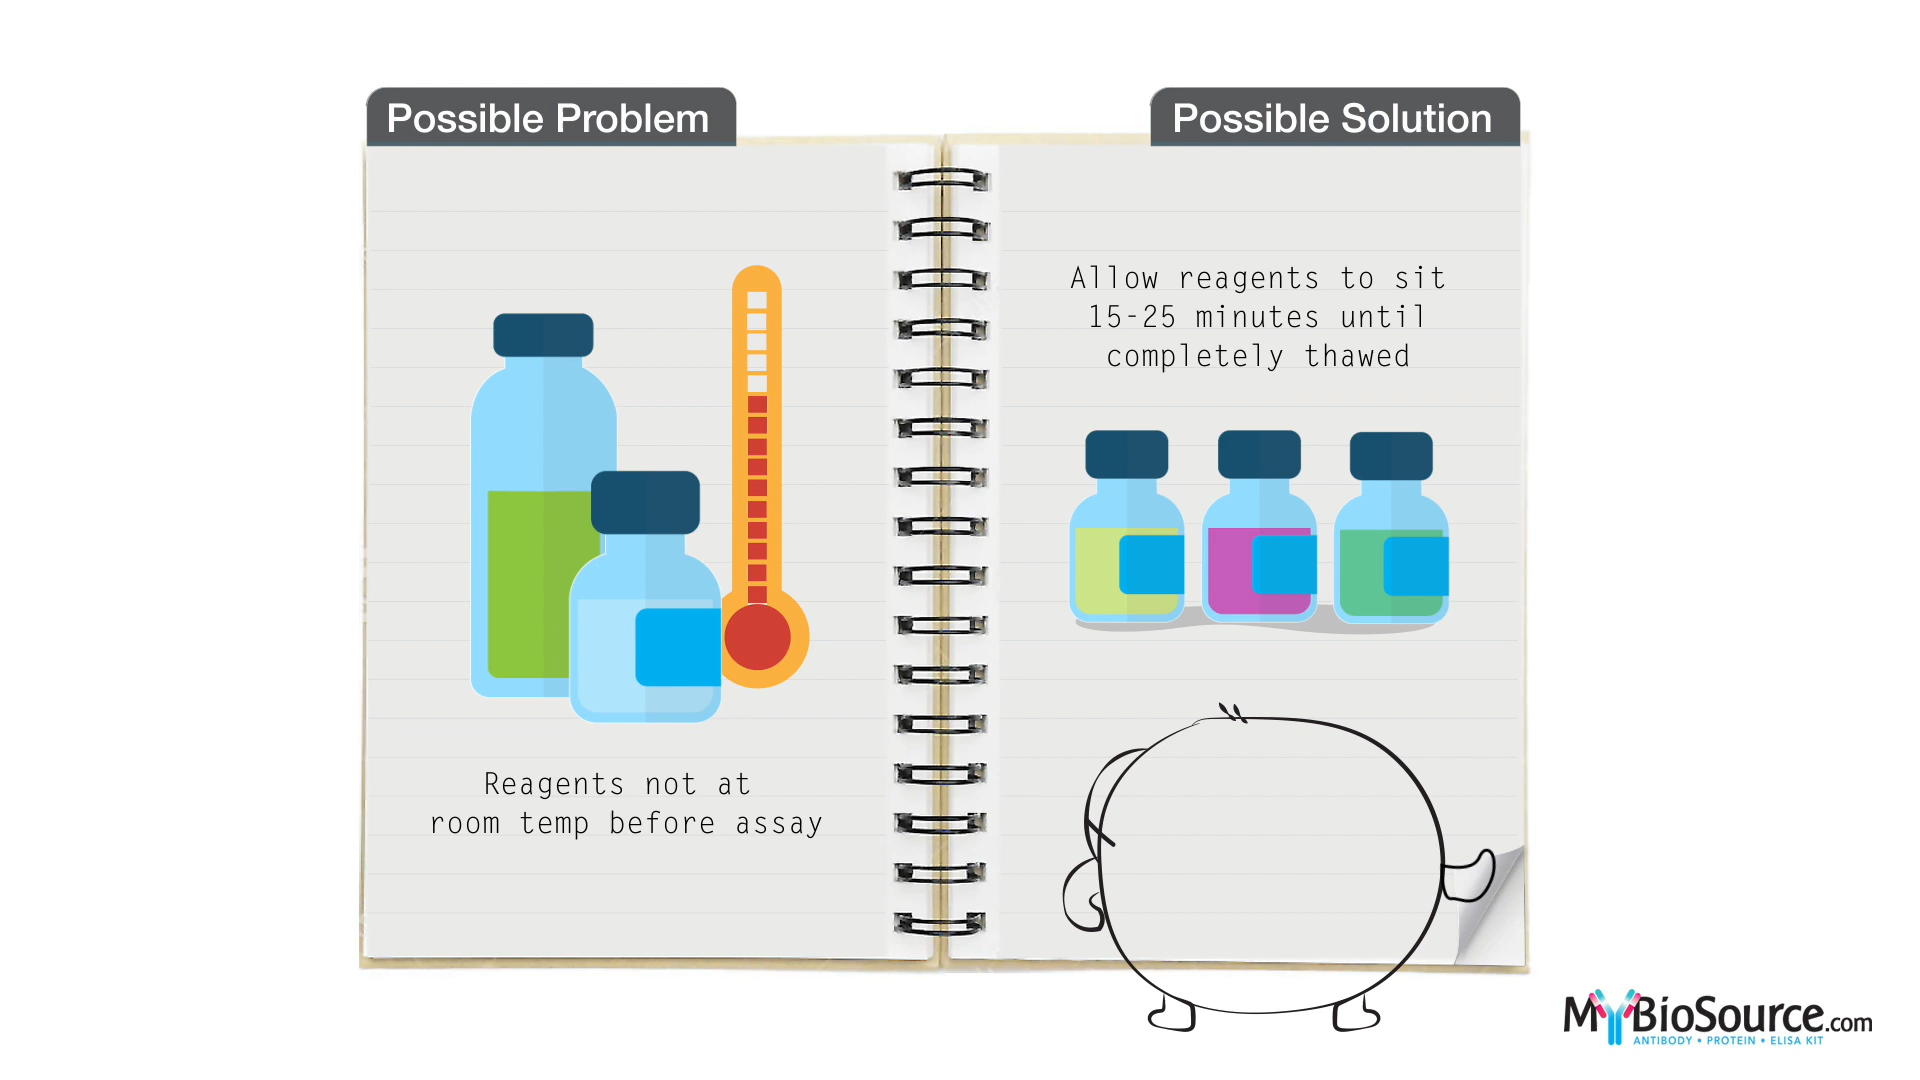 Possible Problem
Possible Solution
Reagents not at
room temp before assay
Allow reagents to sit
15-25 minutes until
completely thawed
MYBioSource.com
ANTIBODY • PROTEIN • ELISA KIT